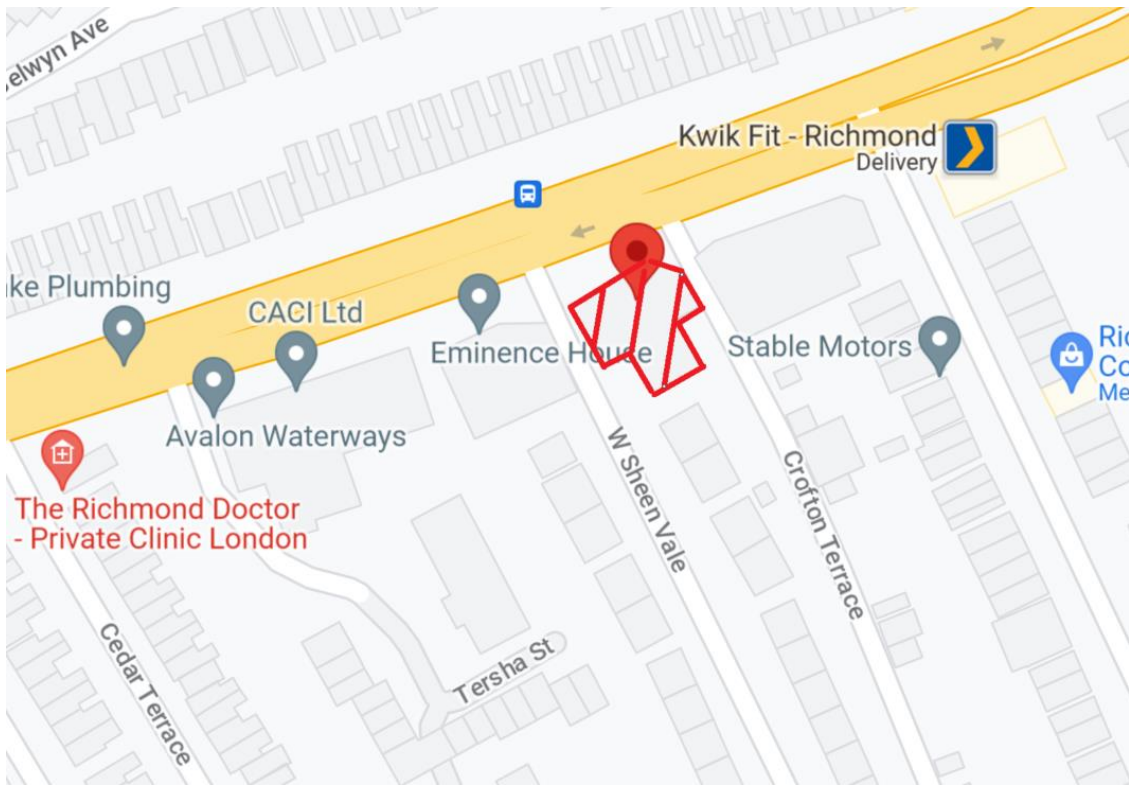 elwyn Ave
Kwik Fit - Richmond
Delivery
ke Plumbing
CACI Ltd
Eminence House
Stable Motors
Avalon Waterways
Ric
Co
Me
The Richmond Doctor
- Private Clinic London
W Sheen Vale
Crofton Terrace
Cedar Terrace
Tersha St